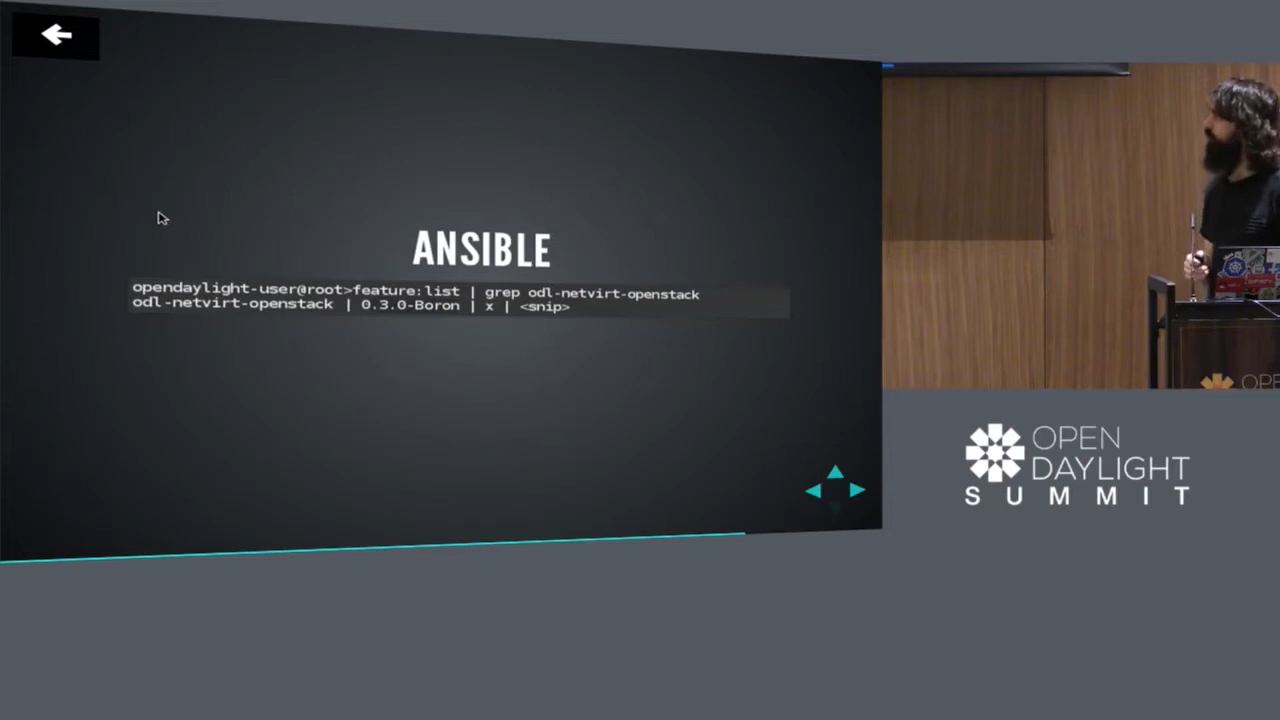 ANSIBLE
opendaylight-user@root>feature:list | grep odl-netvirt-openstack
odl-netvirt-openstack | 0.3.0-Boron | x | <snip>
OPEN
DAYLIGHT
SUMMIT